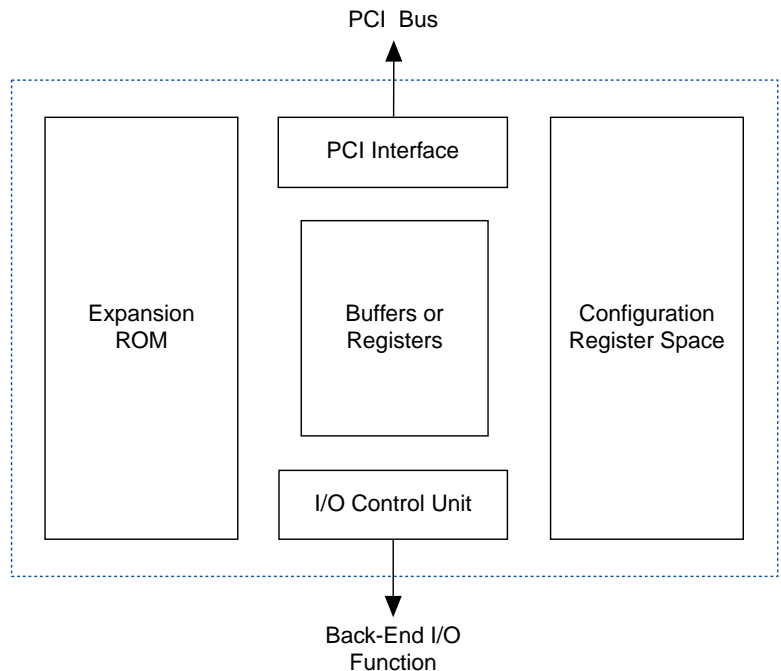 PCI Bus
PCI Interface
Expansion
ROM
Buffers or
Registers
Configuration
Register Space
I/O Control Unit
Back-End I/O
Function